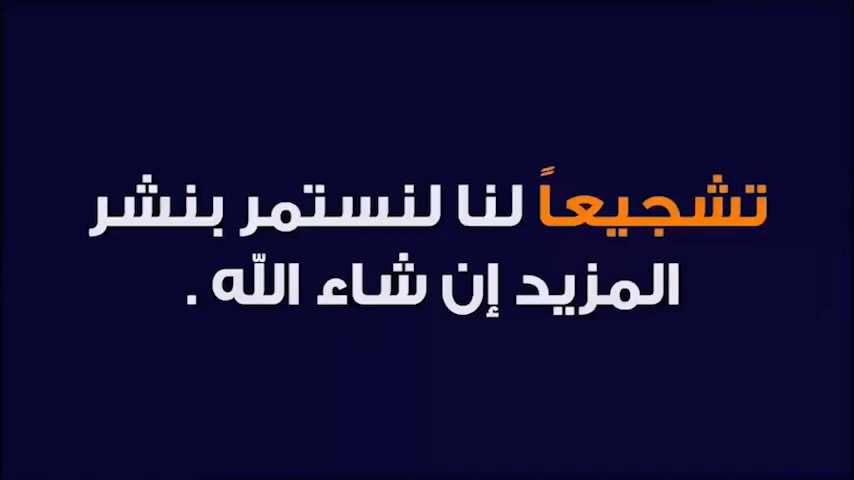 تشجيعاً لنا لنستمر بنشر
المزيد إن شاء الله .